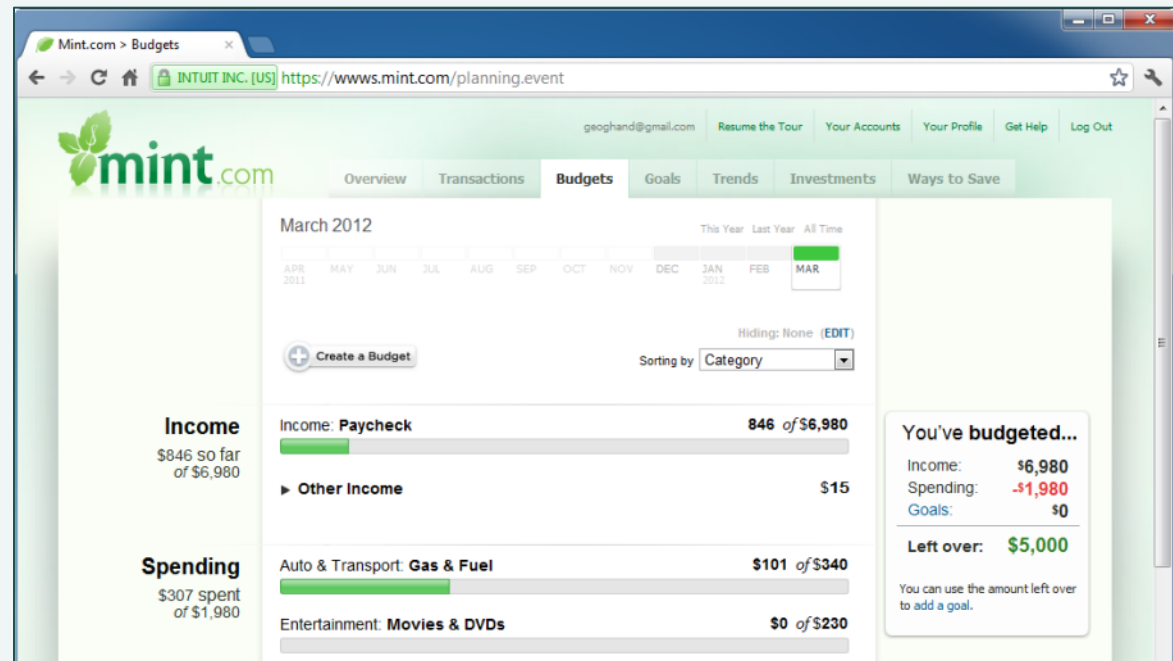 Mint.com > Budgets
INTUIT INC. [US] https://wwws.mint.com/planning.event
geoghand@gmail.com Resume the Tour Your Accounts Your Profile Get Help Log Out
mint.com
Overview Transactions Budgets Goals Trends Investments Ways to Save
March 2012
This Year Last Year All Time
APR MAY JUN JUL AUG SEP OCT NOV DEC JAN FEB MAR
2011 2012
Hiding: None (EDIT)
Create a Budget
Sorting by Category
Income
$846 so far
of $6,980
Income: Paycheck 846 of $6,980
Other Income $15
You've budgeted...
Income: $6,980
Spending: -$1,980
Goals: $0
Left over: $5,000
You can use the amount left over
to add a goal.
Spending
$307 spent
of $1,980
Auto & Transport: Gas & Fuel $101 of $340
Entertainment: Movies & DVDs $0 of $230